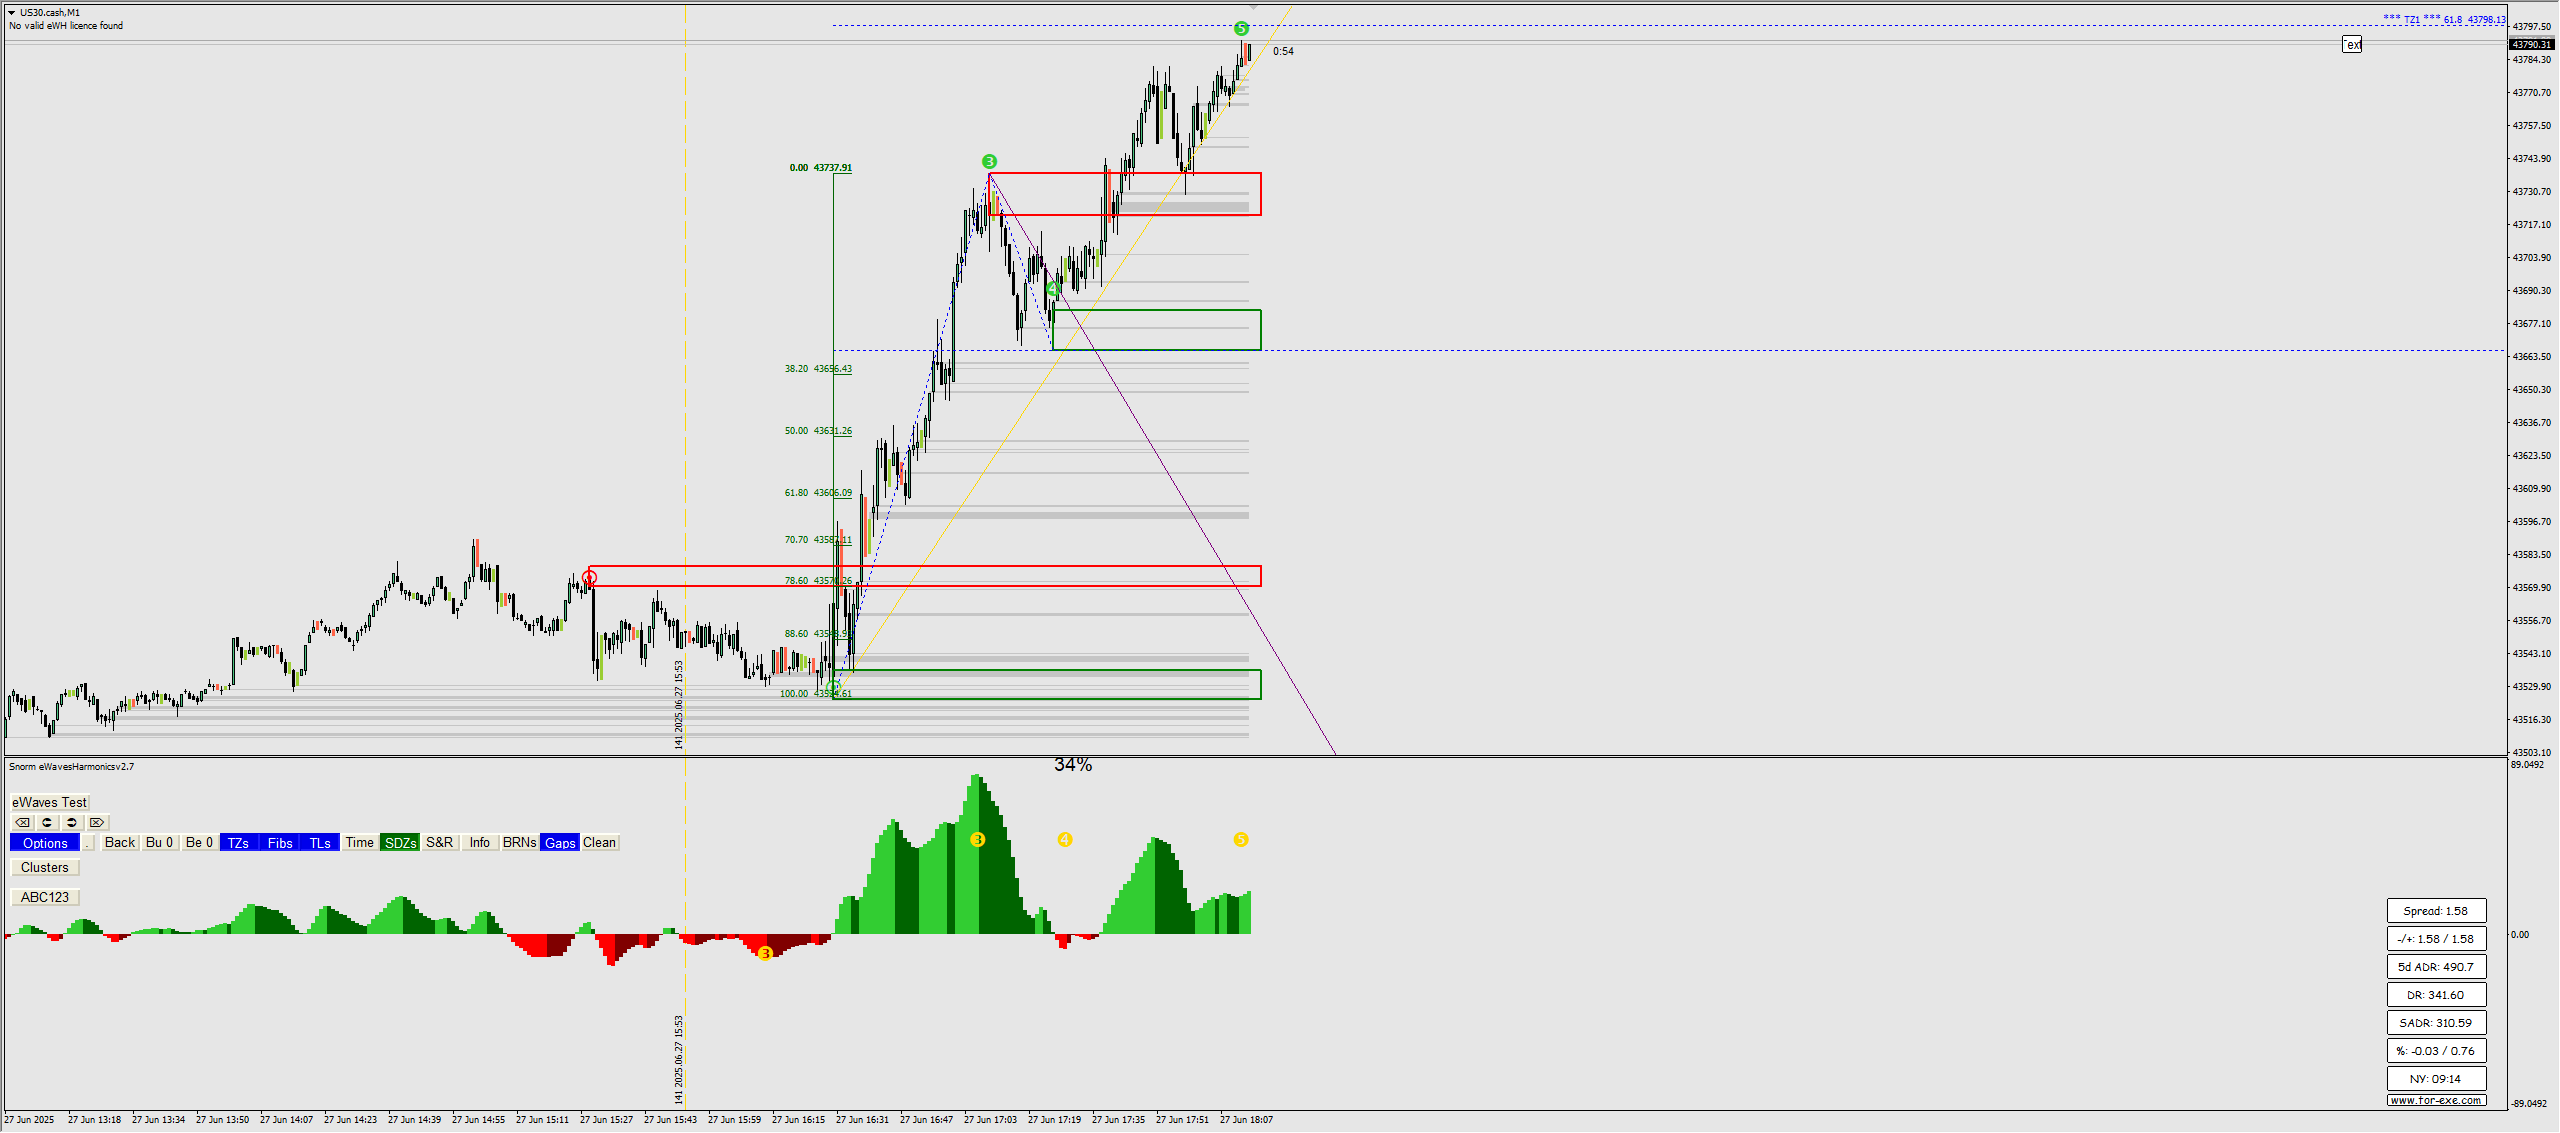 US30.cash,M1
No valid eWH licence found
*** TZ1 *** 61.8 43798.13
43797.50
43790.31
43784.30
43770.70
43757.50
43743.90
43730.70
43717.10
43703.90
43690.30
43677.10
43663.50
43650.30
43636.70
43623.50
43609.90
43596.70
43583.50
43569.90
43556.70
43543.10
43529.90
43516.30
43503.10
5
0:54
3
4
0.00 43737.91
38.20 43656.43
50.00 43631.26
61.80 43606.09
70.70 43587.11
78.60 43570.26
88.60
100.00
141 2025.06.27 15:53
Snorm eWavesHarmonicsv2.7
34%
89.0492
0.00
-89.0492
eWaves Test
Options
.
Back
Bu 0
Be 0
TZs
Fibs
TLs
Time
SDZs
S&R
Info
BRNs
Gaps
Clean
Clusters
ABC123
3
3
4
5
141 2025.06.27 15:53
Spread: 1.58
-/+: 1.58 / 1.58
5d ADR: 490.7
DR: 341.60
SADR: 310.59
%: -0.03 / 0.76
NY: 09:14
www.for-exe.com
27 Jun 2025
27 Jun 13:18
27 Jun 13:34
27 Jun 13:50
27 Jun 14:07
27 Jun 14:23
27 Jun 14:39
27 Jun 14:55
27 Jun 15:11
27 Jun 15:27
27 Jun 15:43
27 Jun 15:59
27 Jun 16:15
27 Jun 16:31
27 Jun 16:47
27 Jun 17:03
27 Jun 17:19
27 Jun 17:35
27 Jun 17:51
27 Jun 18:07